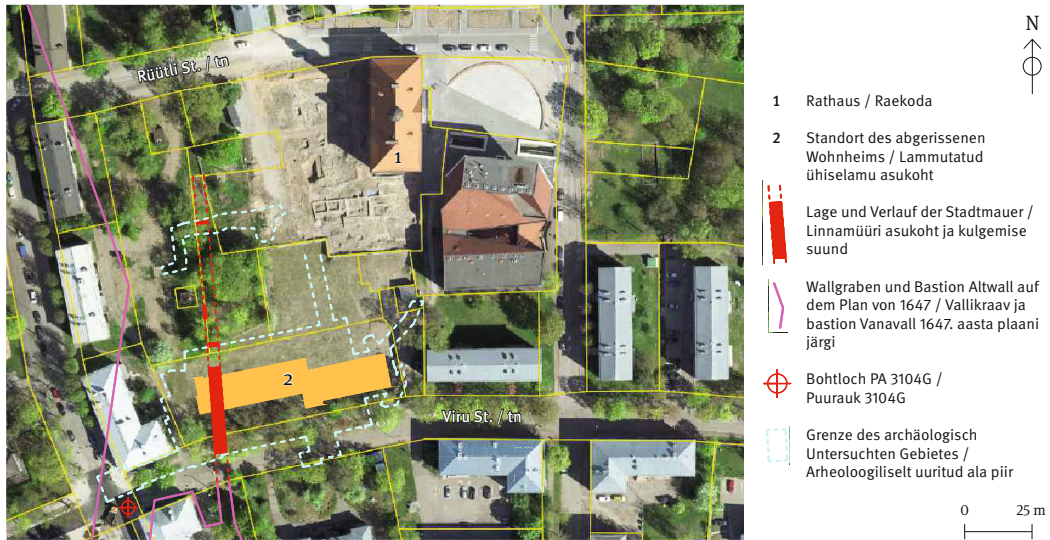 Rüütli St. / tn
1
2
Viru St. / tn
N
1 Rathaus / Raekoda
2 Standort des abgerissenen
Wohnheims / Lammutatud
ühiselamu asukoht
Lage und Verlauf der Stadtmauer /
Linnamüüri asukoht ja kulgemise
suund
Wallgraben und Bastion Altwall auf
dem Plan von 1647 / Vallikraav ja
bastion Vanavall 1647. aasta plaani
järgi
Bohtloch PA 3104G /
Puurauk 3104G
Grenze des archäologisch
Untersuchten Gebietes /
Arheoloogiliselt uuritud ala piir
0 25 m